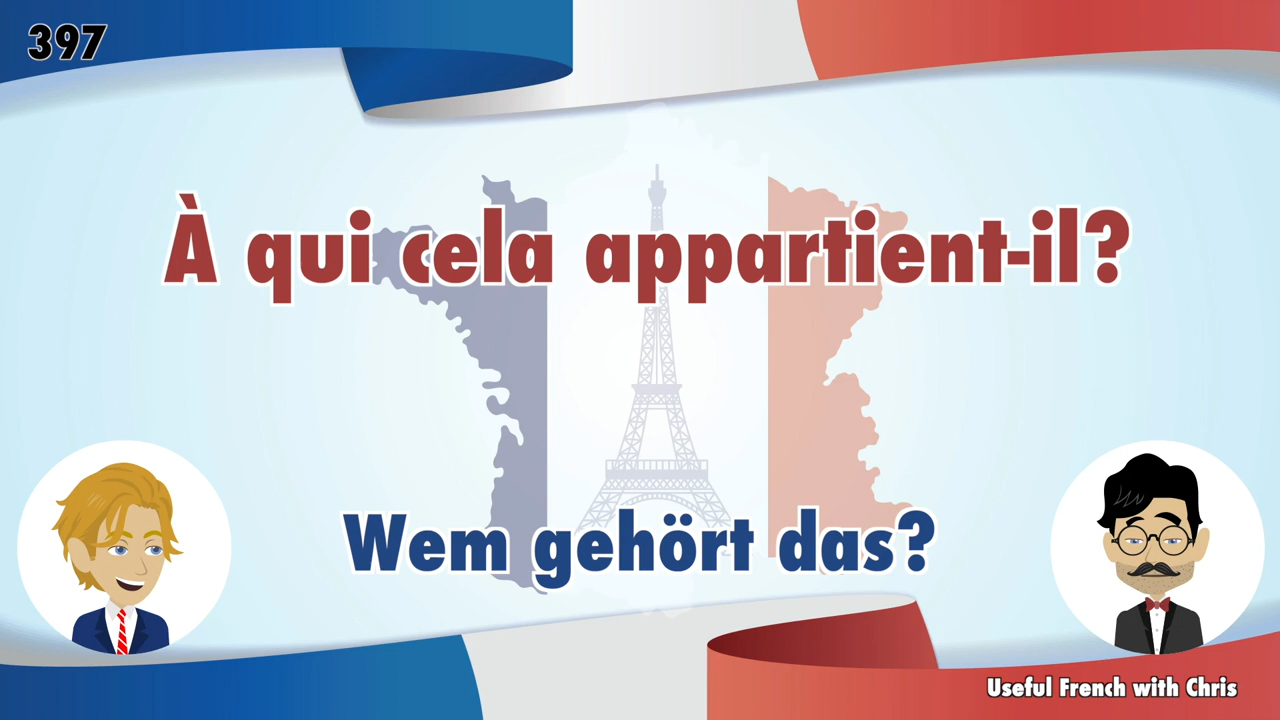 397
À qui cela appartient-il?
Wem gehört das?
Useful French with Chris